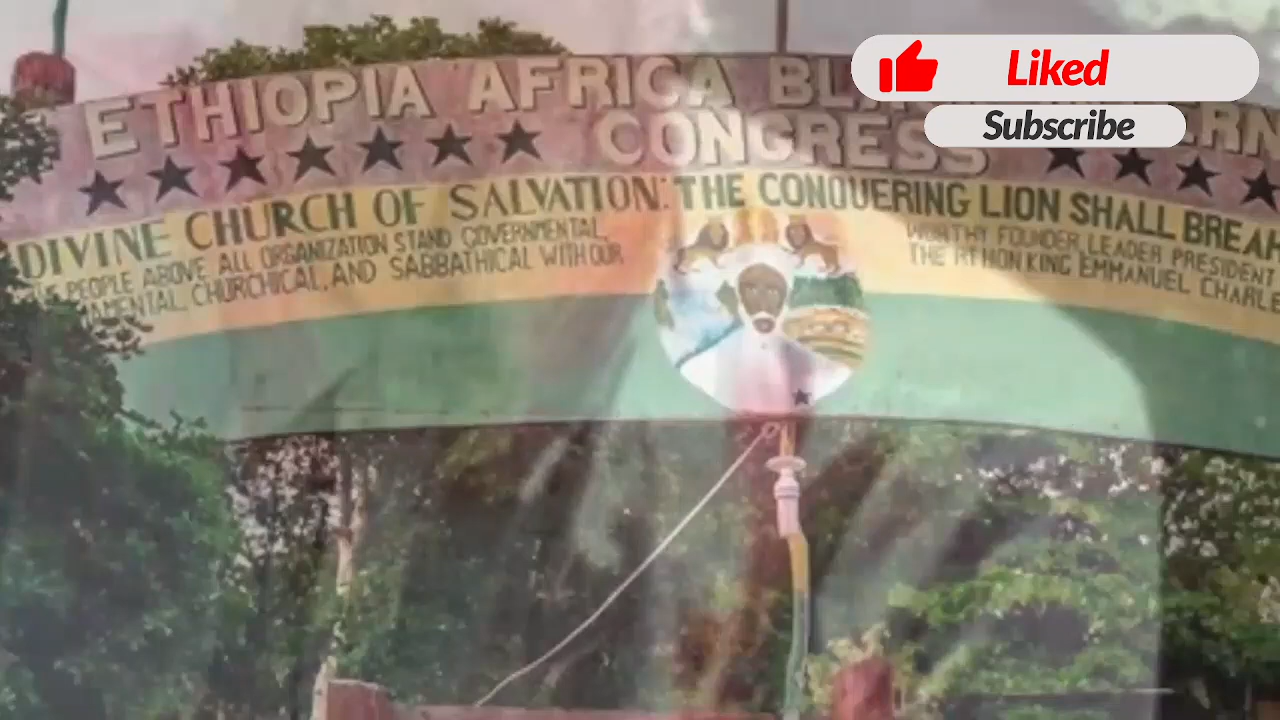 ETHIOPIA AFRICA
CONGRESS
DIVINE CHURCH OF SALVATION: THE CONQUERING LION SHALL BREAK
PEOPLE ABOVE ALL ORGANIZATION STAND GOVERNMENTAL,
CHURCHICAL, AND SABBATHICAL WITH OUR
WORTHY FOUNDER LEADER PRESIDENT
THE RT HON KING EMMANUEL
Liked
Subscribe